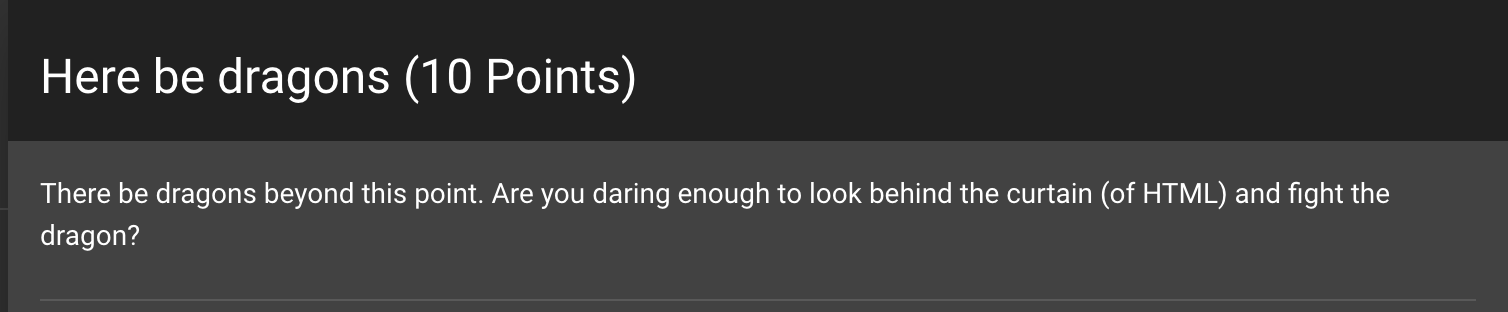 Here be dragons (10 Points)
There be dragons beyond this point. Are you daring enough to look behind the curtain (of HTML) and fight the
dragon?